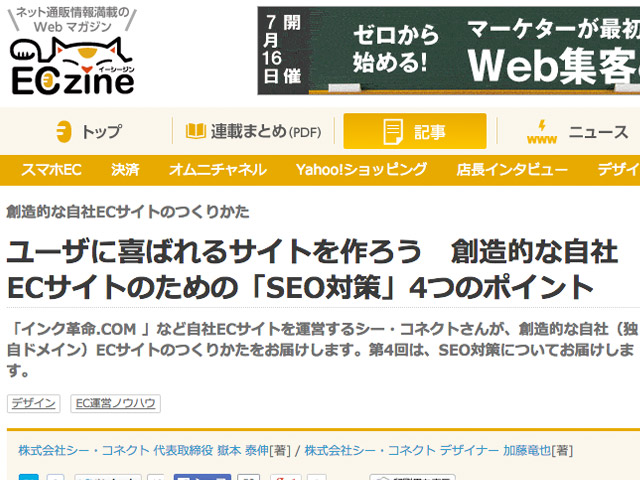 ネット通販情報満載の
Web マガジン
イーシージン
ECzine
7月16日
開催
ゼロから
始める!
マーケターが最初
Web集客の
トップ
連載まとめ(PDF)
記事
www
ニュース
スマホEC 決済 オムニチャネル Yahoo!ショッピング 店長インタビュー デザイ
創造的な自社ECサイトのつくりかた
ユーザに喜ばれるサイトを作ろう 創造的な自社
ECサイトのための「SEO対策」4つのポイント
「インク革命.COM 」など自社ECサイトを運営するシー・コネクトさんが、創造的な自社（独
自ドメイン）ECサイトのつくりかたをお届けします。第4回は、SEO対策についてお届けしま
す。
デザイン EC運営ノウハウ
株式会社シー・コネクト 代表取締役 嶽本 泰伸[著] / 株式会社シー・コネクト デザイナー 加藤竜也[著]